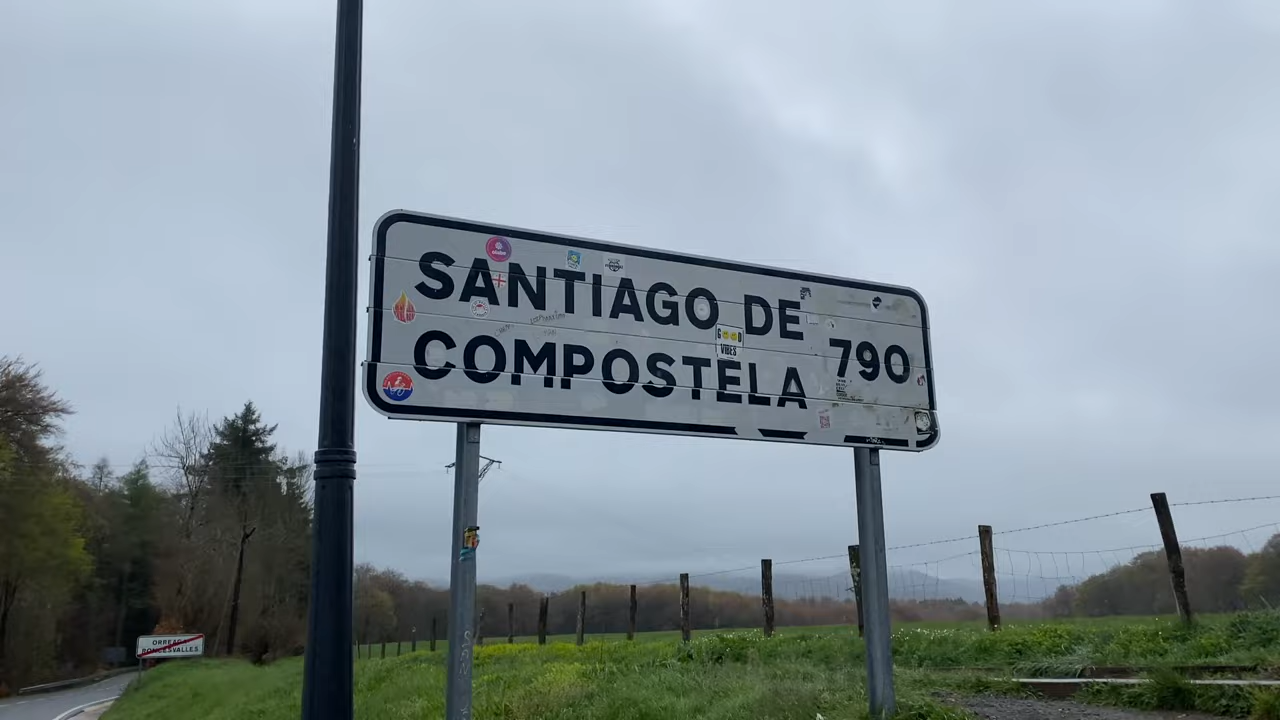 SANTIAGO DE
COMPOSTELA
790
GOOD
VIBES
ORREAGA
RONCESVALLES